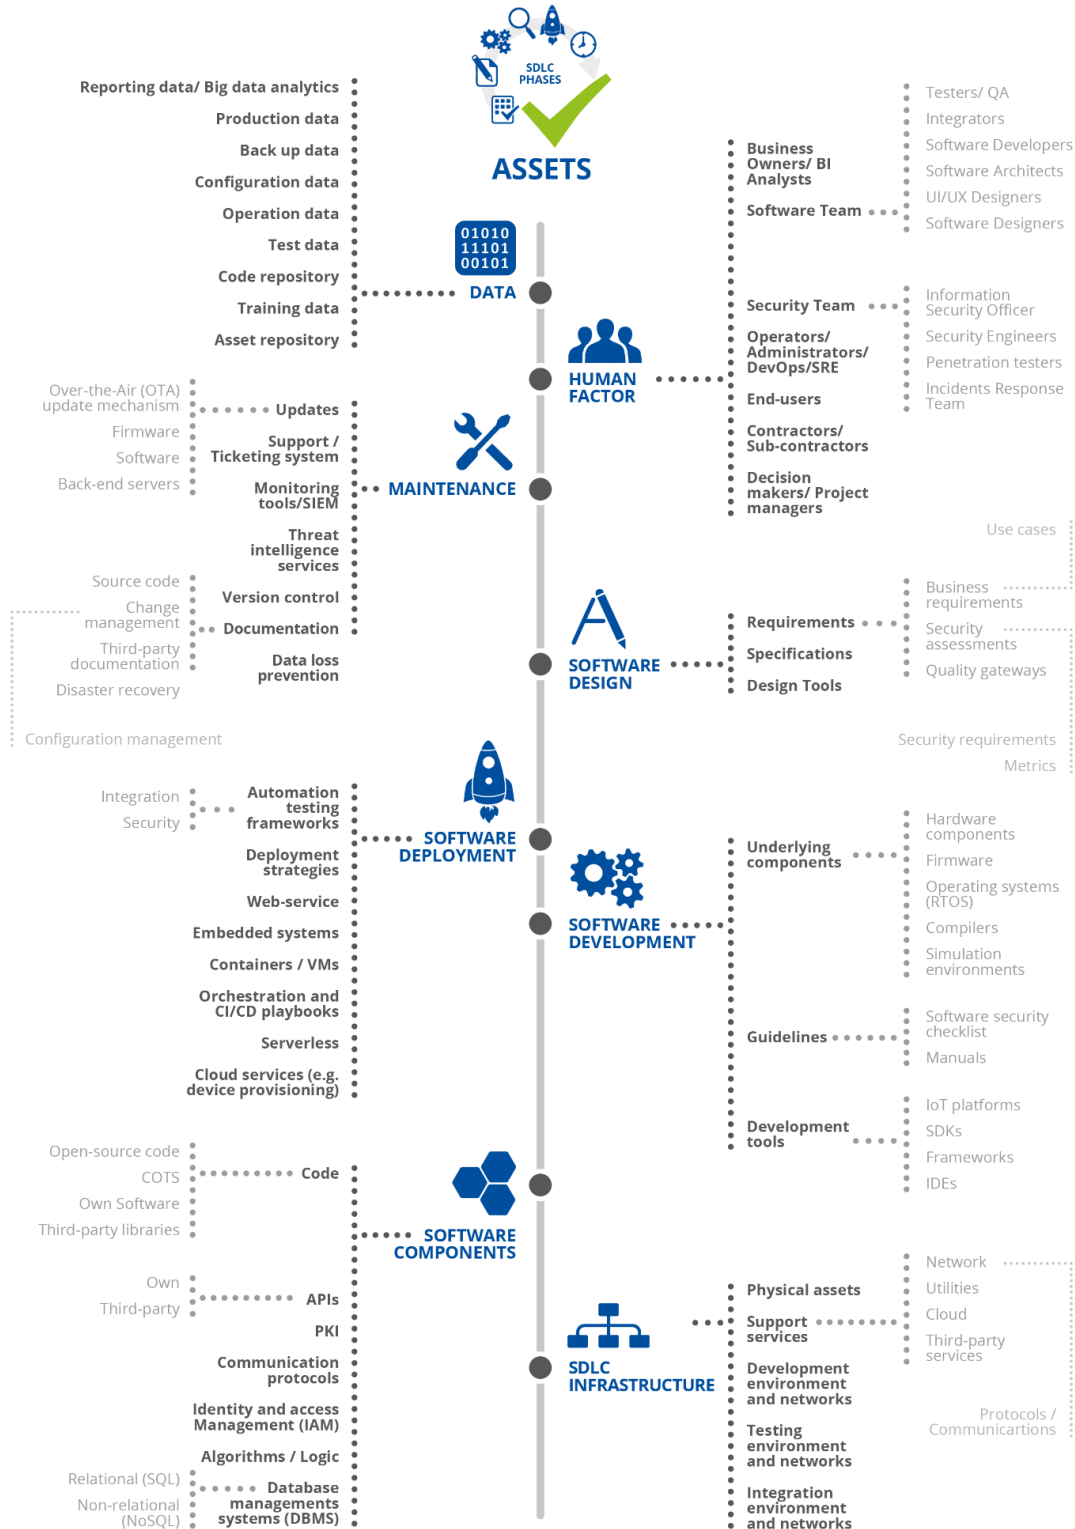 SDLC
PHASES
ASSETS
01010
11101
00101
DATA
Reporting data/ Big data analytics
Production data
Back up data
Configuration data
Operation data
Test data
Code repository
Training data
Asset repository
HUMAN
FACTOR
Business
Owners/ BI
Analysts
Software Team
Testers/ QA
Integrators
Software Developers
Software Architects
UI/UX Designers
Software Designers
Security Team
Information
Security Officer
Security Engineers
Penetration testers
Incidents Response
Team
Operators/
Administrators/
DevOps/SRE
End-users
Contractors/
Sub-contractors
Decision
makers/ Project
managers
MAINTENANCE
Updates
Over-the-Air (OTA)
update mechanism
Firmware
Software
Back-end servers
Support /
Ticketing system
Monitoring
tools/SIEM
Threat
intelligence
services
Version control
Documentation
Source code
Change
management
Third-party
documentation
Disaster recovery
Configuration management
Data loss
prevention
SOFTWARE
DESIGN
Requirements
Business
requirements
Use cases
Security
assessments
Quality gateways
Security requirements
Metrics
Specifications
Design Tools
SOFTWARE
DEPLOYMENT
Automation
testing
frameworks
Integration
Security
Deployment
strategies
Web-service
Embedded systems
Containers / VMs
Orchestration and
CI/CD playbooks
Serverless
Cloud services (e.g.
device provisioning)
SOFTWARE
DEVELOPMENT
Underlying
components
Hardware
components
Firmware
Operating systems
(RTOS)
Compilers
Simulation
environments
Guidelines
Software security
checklist
Manuals
Development
tools
IoT platforms
SDKs
Frameworks
IDEs
SOFTWARE
COMPONENTS
Code
Open-source code
COTS
Own Software
Third-party libraries
APIs
Own
Third-party
PKI
Communication
protocols
Identity and access
Management (IAM)
Algorithms / Logic
Database
managements
systems (DBMS)
Relational (SQL)
Non-relational
(NoSQL)
SDLC
INFRASTRUCTURE
Physical assets
Support
services
Network
Utilities
Cloud
Third-party
services
Protocols /
Communicartions
Development
environment
and networks
Testing
environment
and networks
Integration
environment
and networks